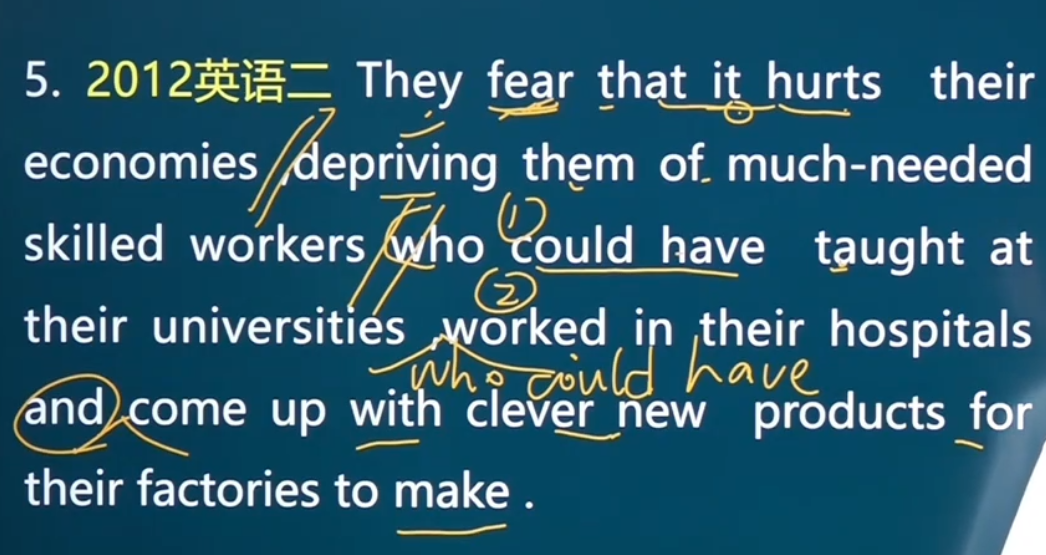 5. 2012英语二 They fear that it hurts their
economies ,depriving them of much-needed
skilled workers who could have taught at
①
②
their universities ,worked in their hospitals
who could have
and come up with clever new products for
their factories to make .